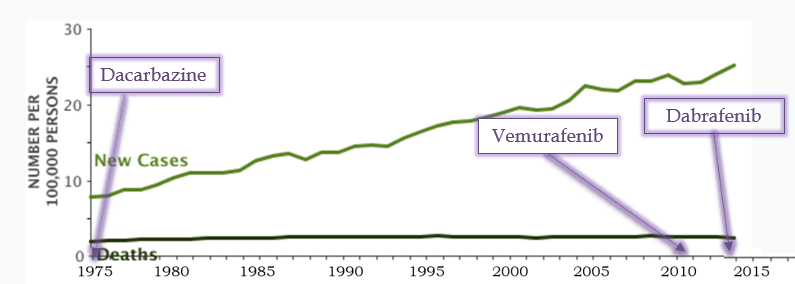 30
Dacarbazine
20
Dabrafenib
Vemurafenib
NUMBER PER
100,000 PERSONS
New Cases
10
0
Deaths
1975
1980
1985
1990
1995
2000
2005
2010
2015